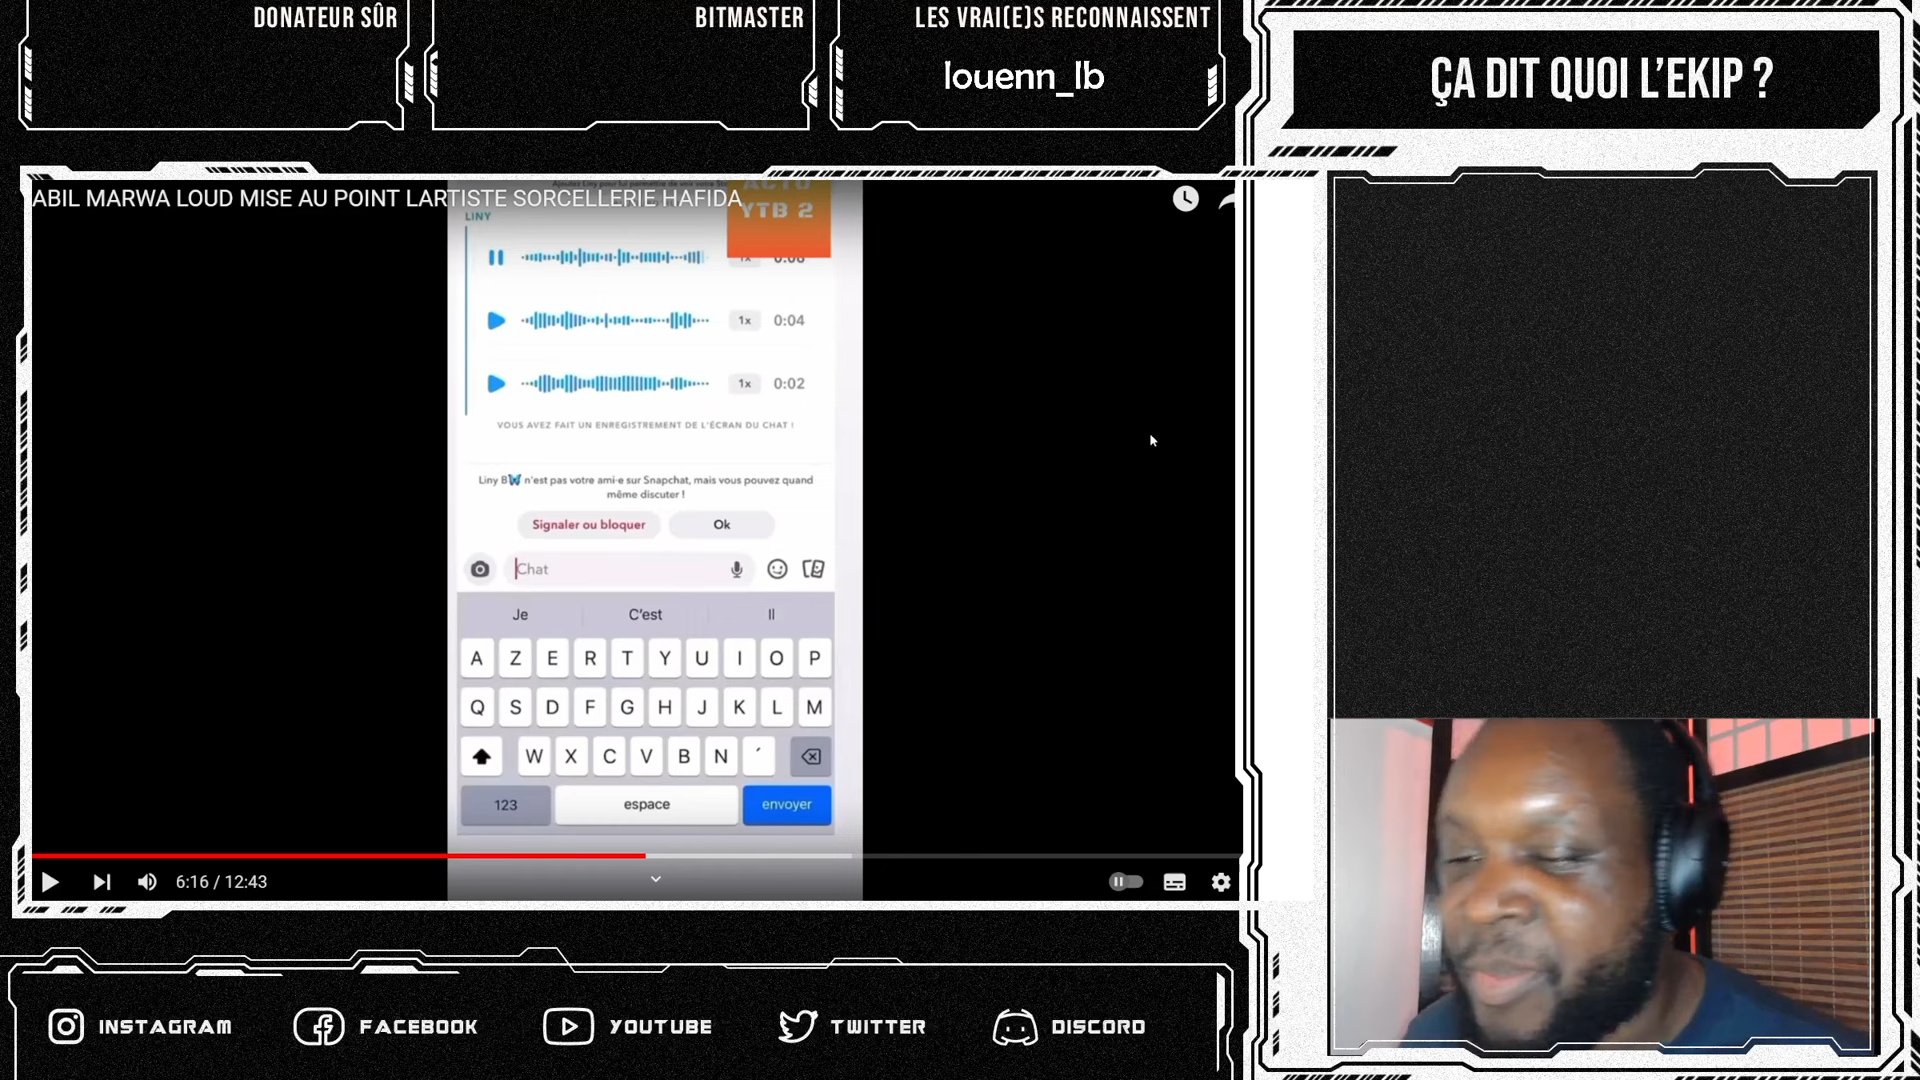 DONATEUR SÛR
BITMASTER
LES VRAI(E)S RECONNAISSENT
louenn_lb
ÇA DIT QUOI L'EKIP ?
ABIL MARWA LOUD MISE AU POINT LARTISTE SORCELLERIE HAFIDA
ACTU
YTB 2
LINY
1x 0:04
1x 0:02
VOUS AVEZ FAIT UN ENREGISTREMENT DE L'ÉCRAN DU CHAT !
Liny B🦋 n'est pas votre ami·e sur Snapchat, mais vous pouvez quand
même discuter !
Signaler ou bloquer Ok
Chat
Je C'est Il
A Z E R T Y U I O P
Q S D F G H J K L M
W X C V B N ´
123 espace envoyer
6:16 / 12:43
INSTAGRAM FACEBOOK YOUTUBE TWITTER DISCORD